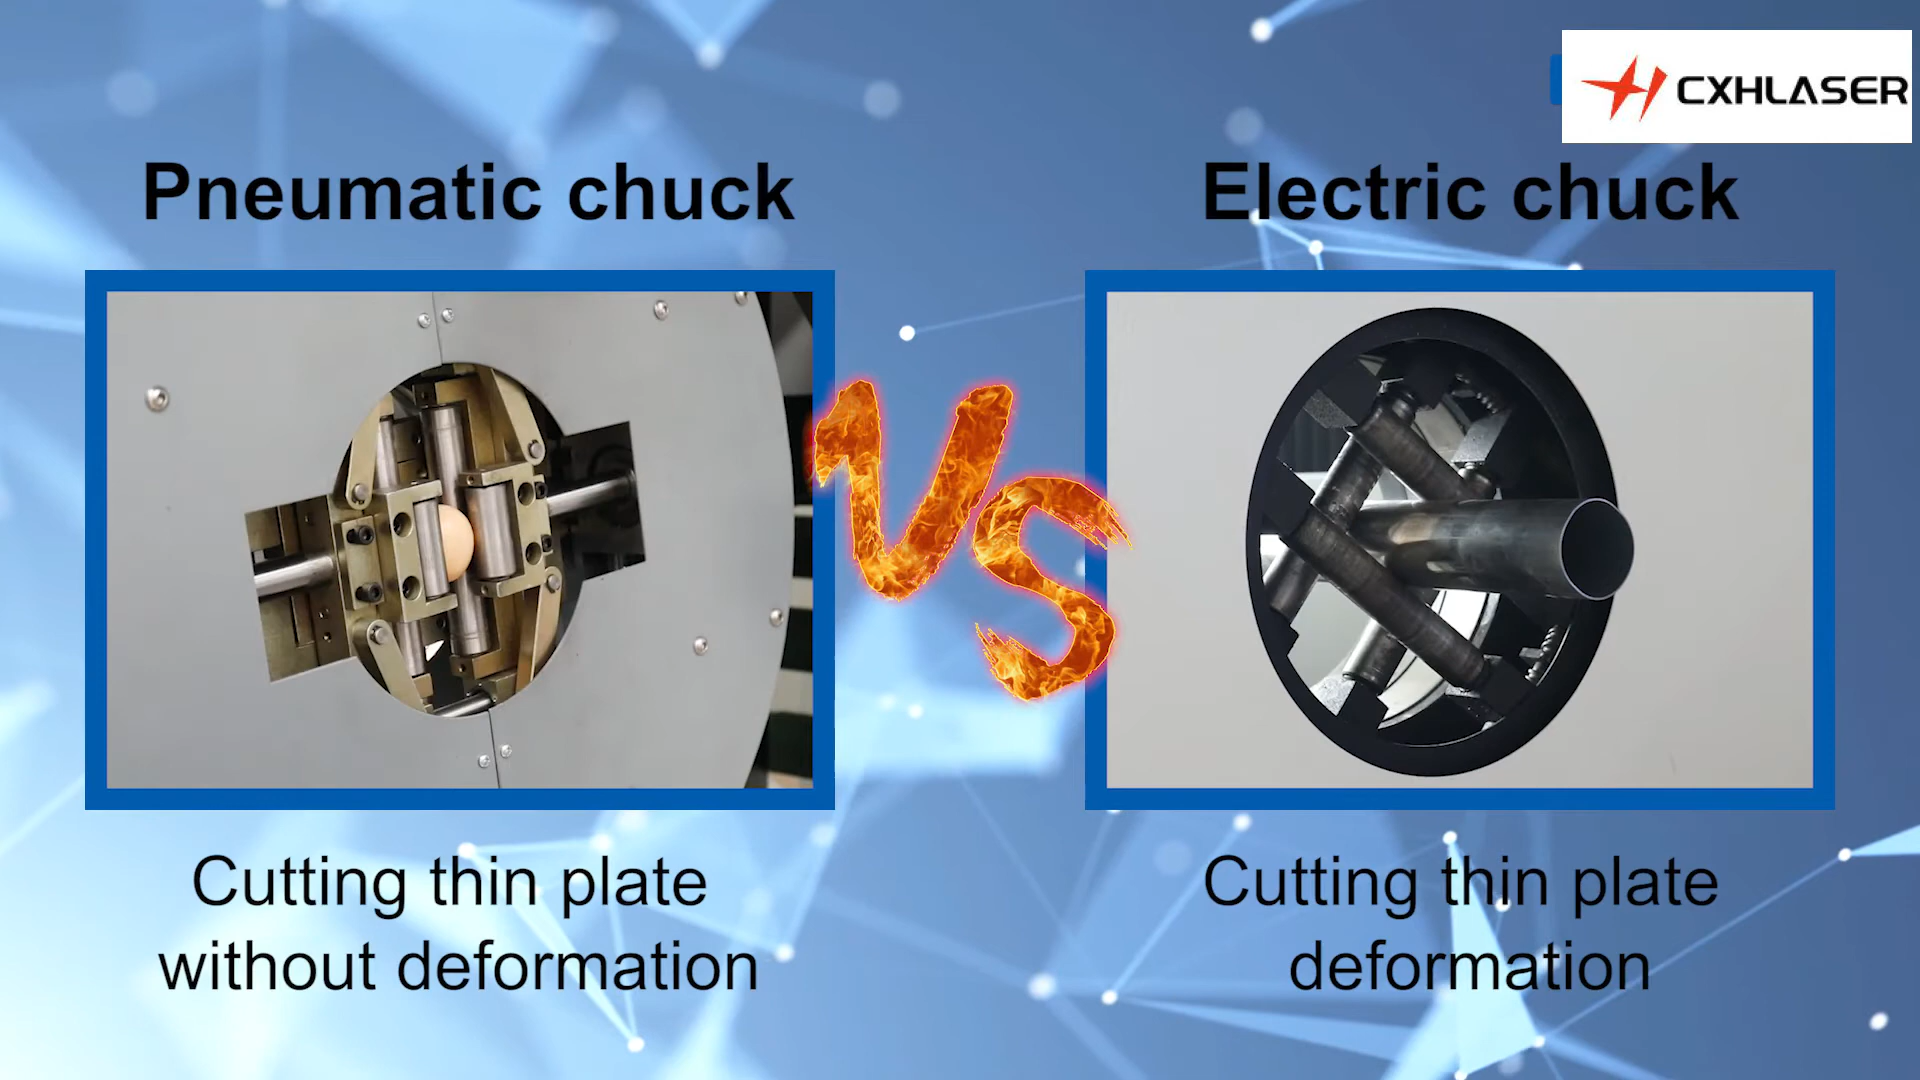 CXHLASER
Pneumatic chuck
Electric chuck
VS
Cutting thin plate
without deformation
Cutting thin plate
deformation